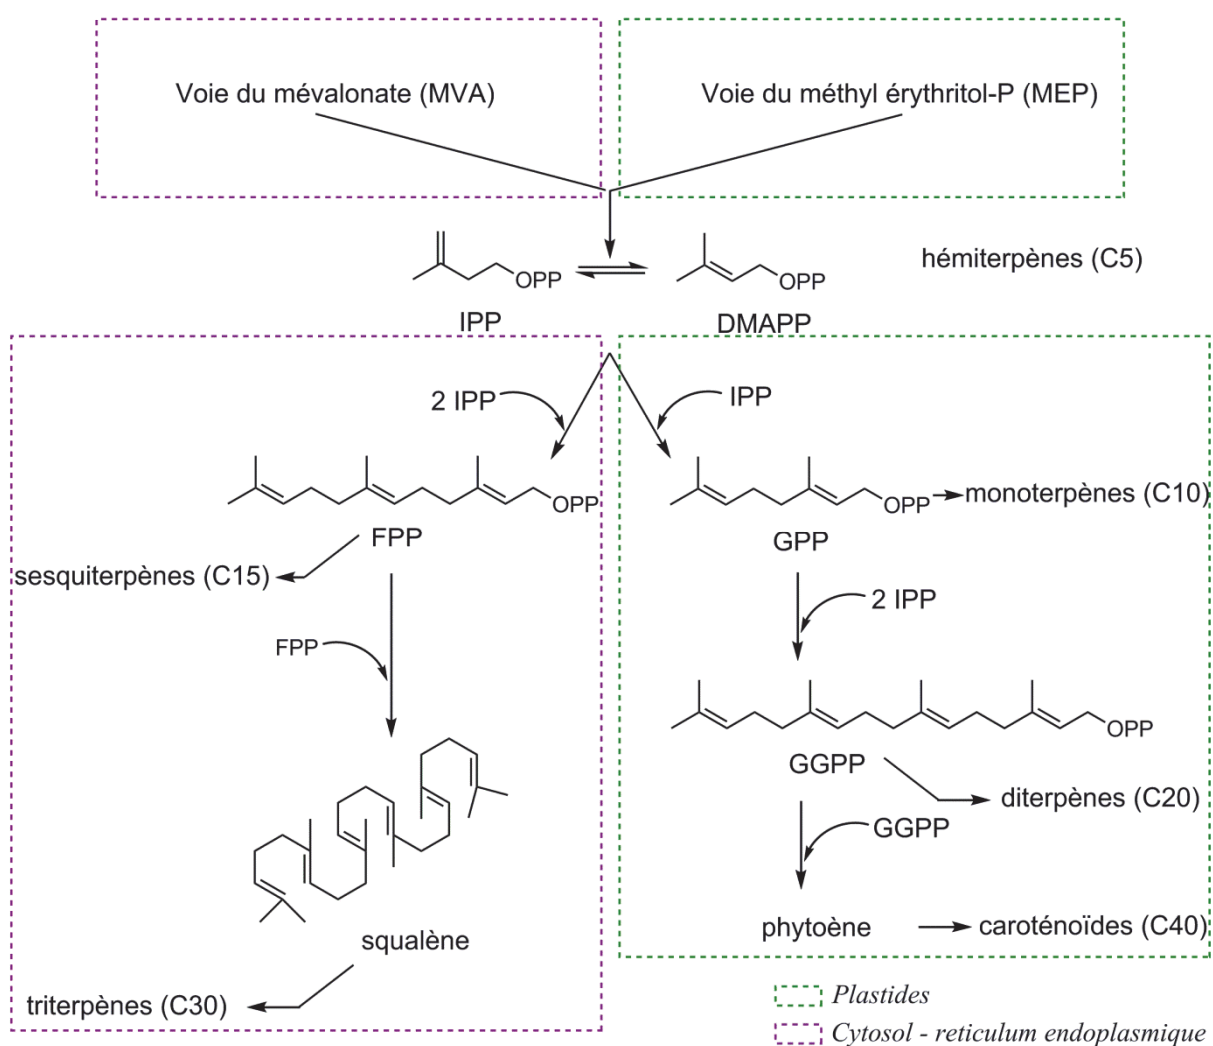 Voie du mévalonate (MVA)
Voie du méthyl érythritol-P (MEP)
OPP
OPP
hémiterpènes (C5)
IPP
DMAPP
2 IPP
IPP
OPP
OPP
monoterpènes (C10)
FPP
GPP
sesquiterpènes (C15)
2 IPP
FPP
OPP
GGPP
diterpènes (C20)
GGPP
phytoène
caroténoïdes (C40)
squalène
triterpènes (C30)
Plastides
Cytosol - reticulum endoplasmique